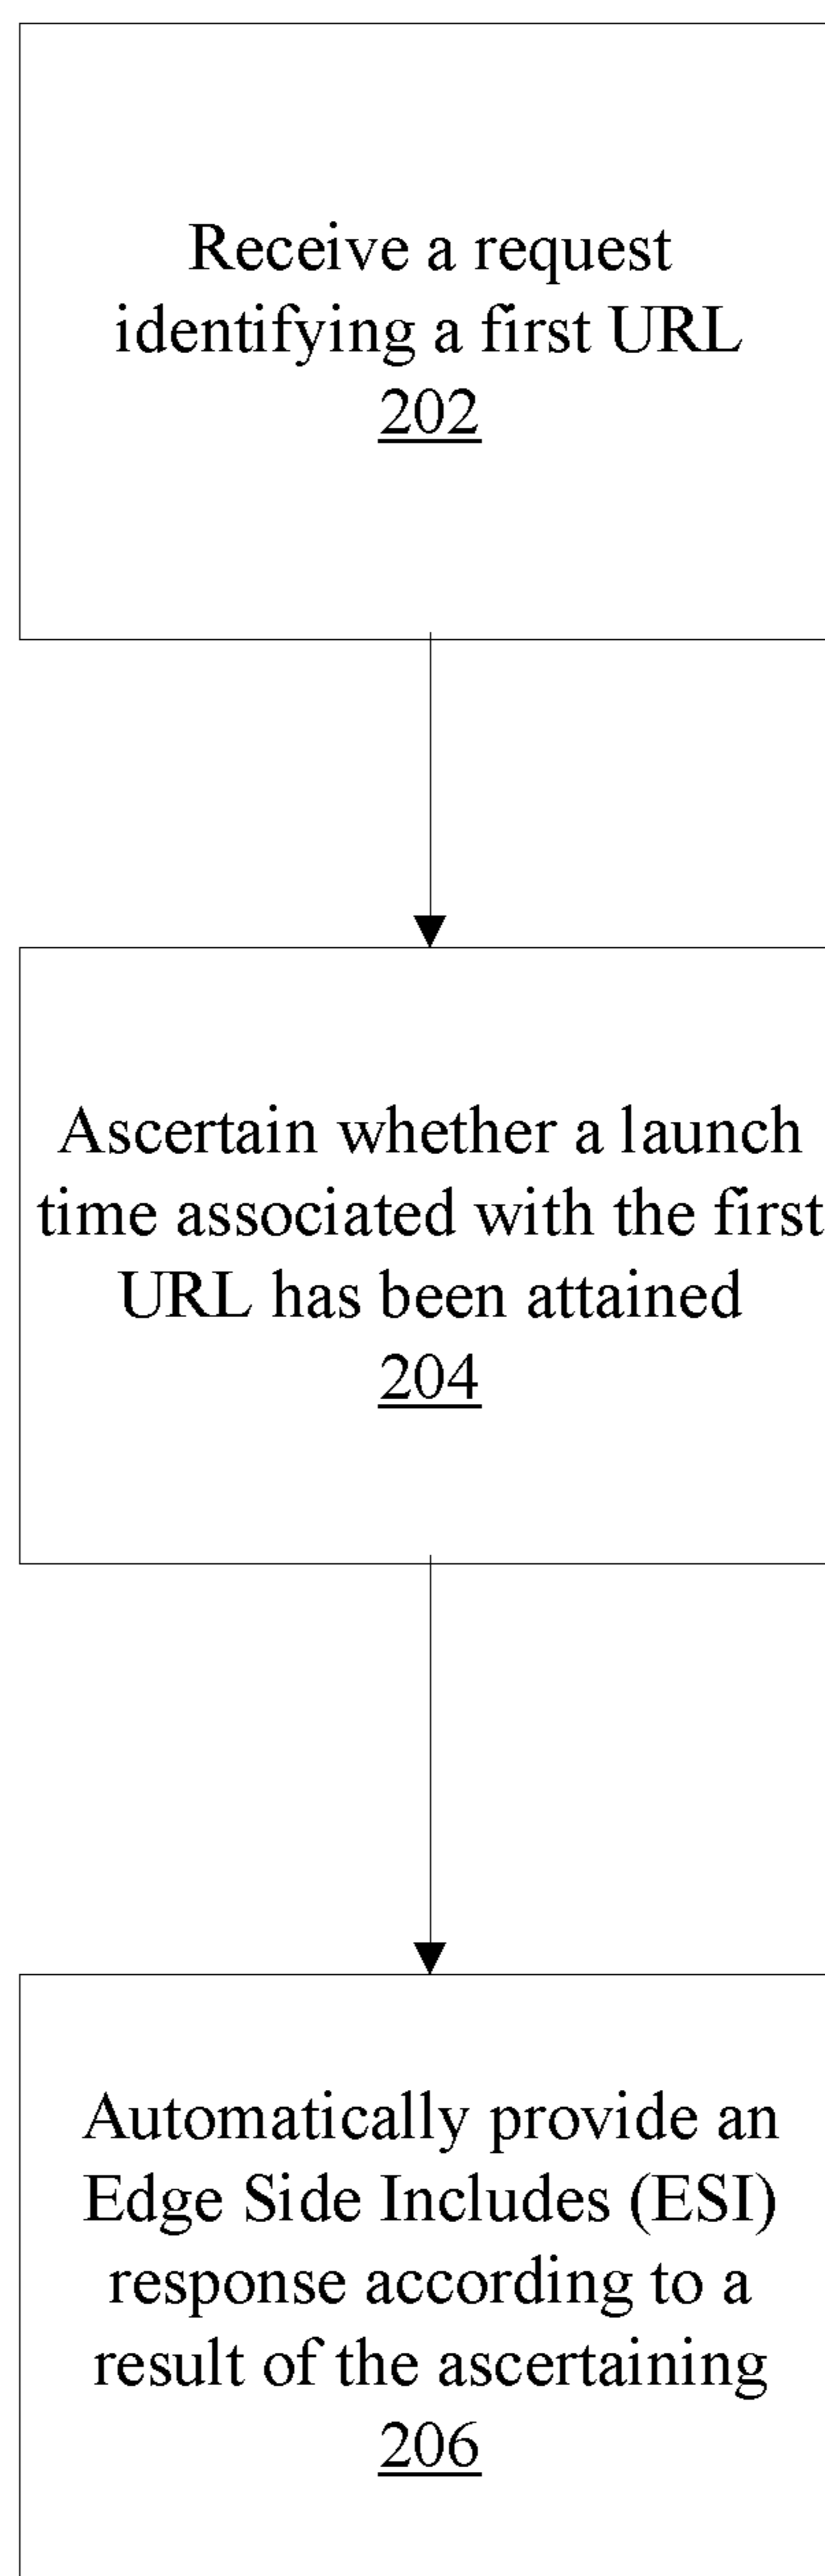 Receive a request
identifying a first URL
202
Ascertain whether a launch
time associated with the first
URL has been attained
204
Automatically provide an
Edge Side Includes (ESI)
response according to a
result of the ascertaining
206